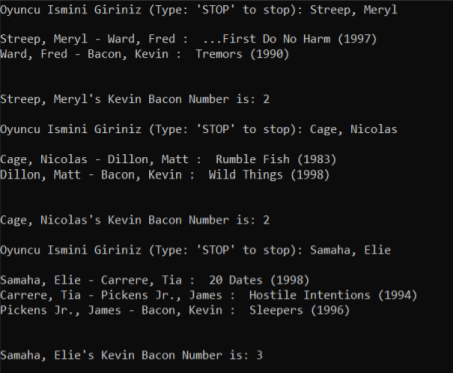 Oyuncu Ismini Giriniz (Type: 'STOP' to stop): Streep, Meryl
Streep, Meryl - Ward, Fred :  ...First Do No Harm (1997)
Ward, Fred - Bacon, Kevin :  Tremors (1990)
Streep, Meryl's Kevin Bacon Number is: 2
Oyuncu Ismini Giriniz (Type: 'STOP' to stop): Cage, Nicolas
Cage, Nicolas - Dillon, Matt :  Rumble Fish (1983)
Dillon, Matt - Bacon, Kevin :  Wild Things (1998)
Cage, Nicolas's Kevin Bacon Number is: 2
Oyuncu Ismini Giriniz (Type: 'STOP' to stop): Samaha, Elie
Samaha, Elie - Carrere, Tia :  20 Dates (1998)
Carrere, Tia - Pickens Jr., James :  Hostile Intentions (1994)
Pickens Jr., James - Bacon, Kevin :  Sleepers (1996)
Samaha, Elie's Kevin Bacon Number is: 3